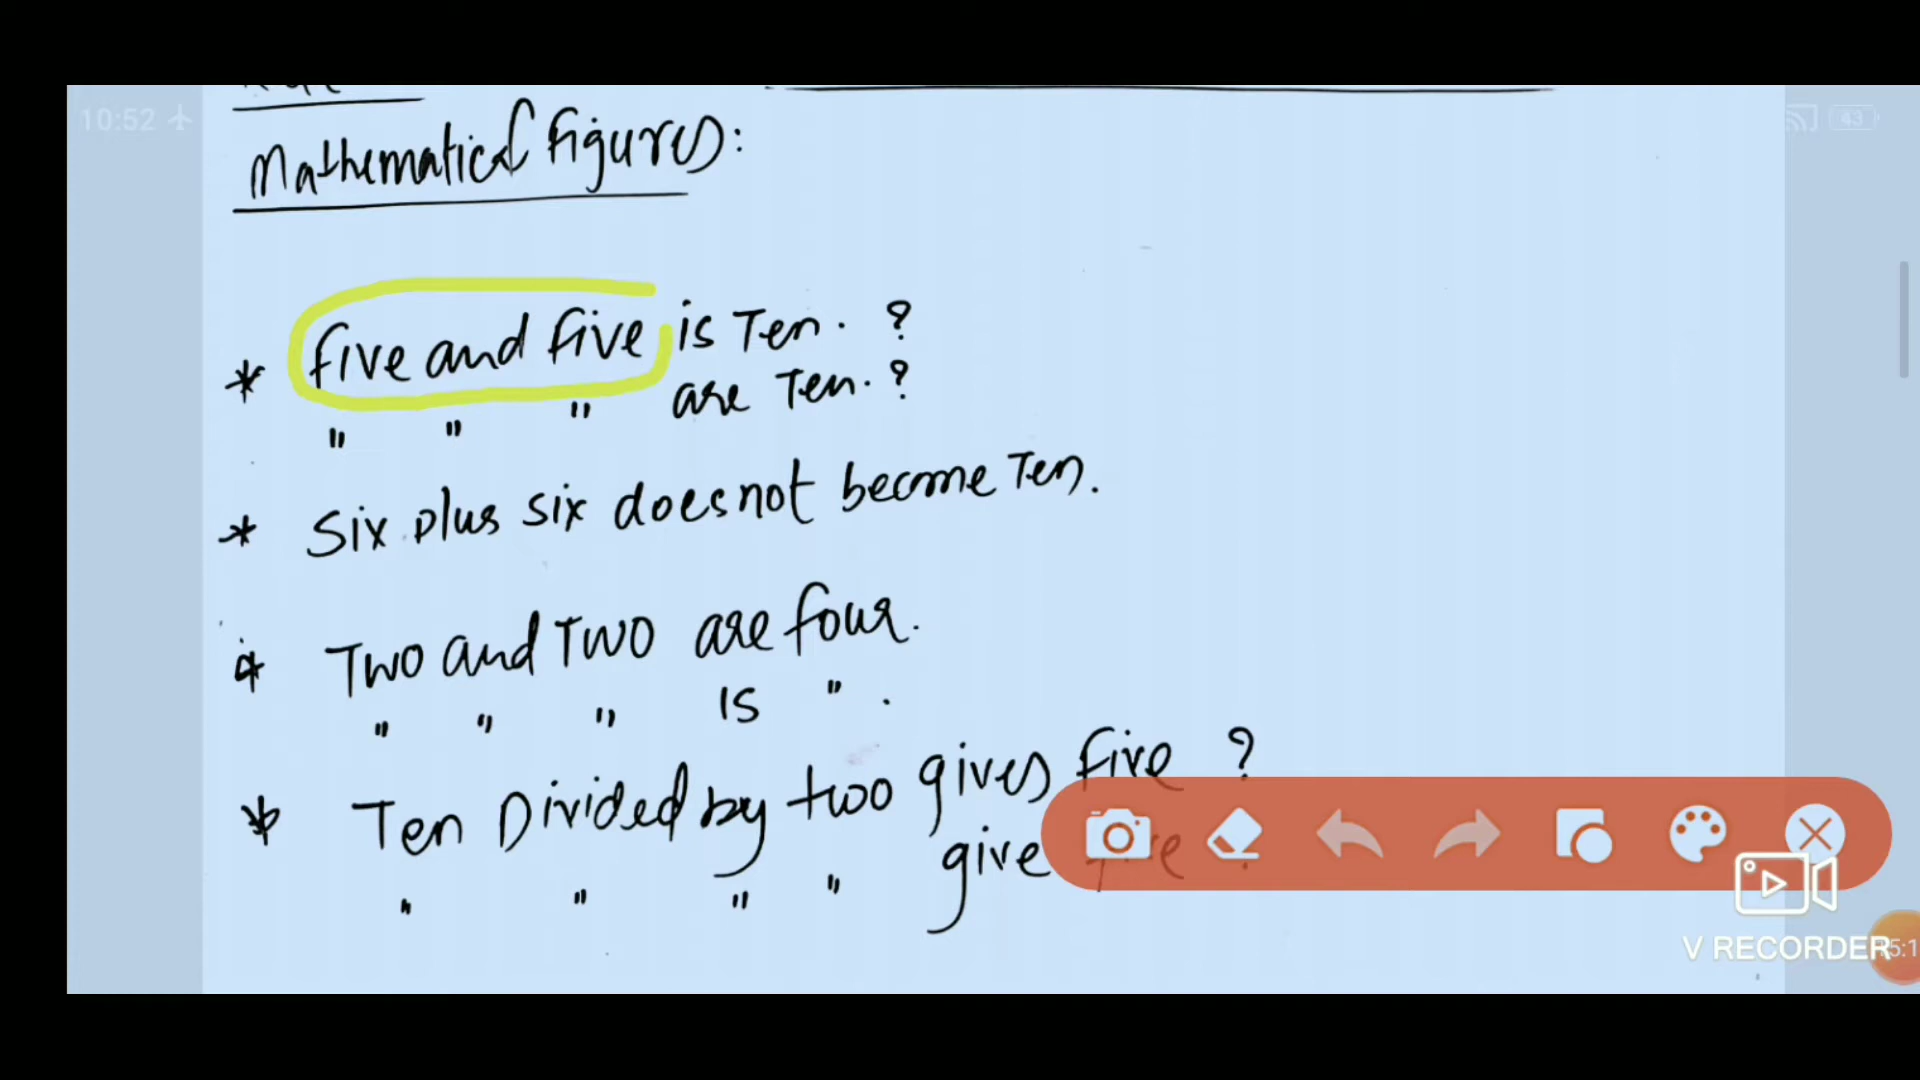 10:52
43
Mathematical Figures:
* Five and Five is Ten. ?
" " " are Ten. ?
* Six plus six does not become Ten.
* Two and Two are four.
" " " is " .
* Ten Divided by two gives five ?
" " " " give
V RECORDER